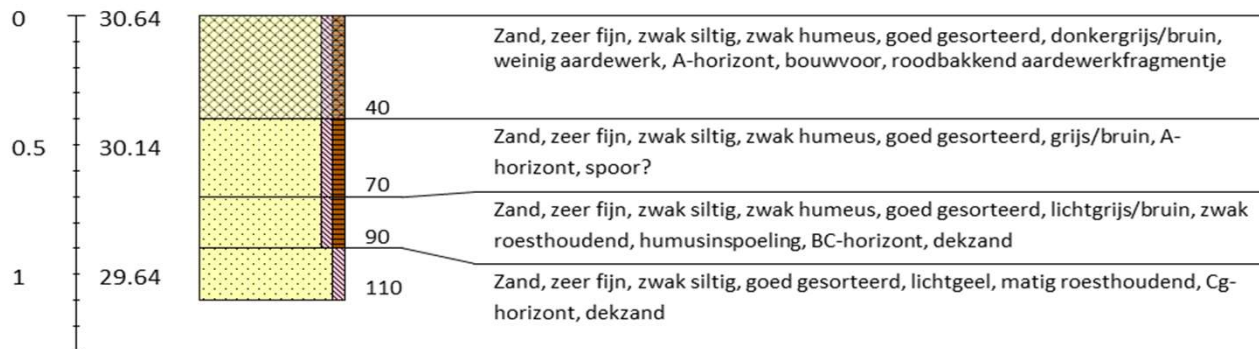 0 30.64
Zand, zeer fijn, zwak siltig, zwak humeus, goed gesorteerd, donkergrijs/bruin,
weinig aardewerk, A-horizont, bouwvoor, roodbakkend aardewerkfragmentje
40
0.5 30.14
Zand, zeer fijn, zwak siltig, zwak humeus, goed gesorteerd, grijs/bruin, A-
horizont, spoor?
70
Zand, zeer fijn, zwak siltig, zwak humeus, goed gesorteerd, lichtgrijs/bruin, zwak
roesthoudend, humusinspoeling, BC-horizont, dekzand
90
1 29.64
110
Zand, zeer fijn, zwak siltig, goed gesorteerd, lichtgeel, matig roesthoudend, Cg-
horizont, dekzand